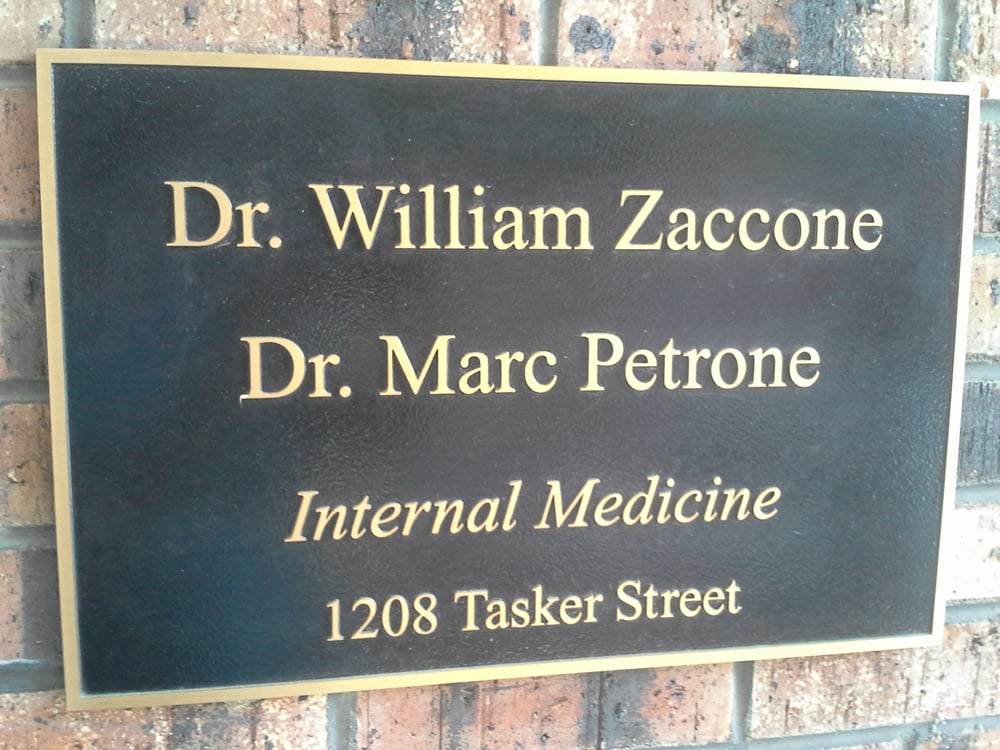 Dr. William Zaccone
Dr. Marc Petrone
Internal Medicine
1208 Tasker Street